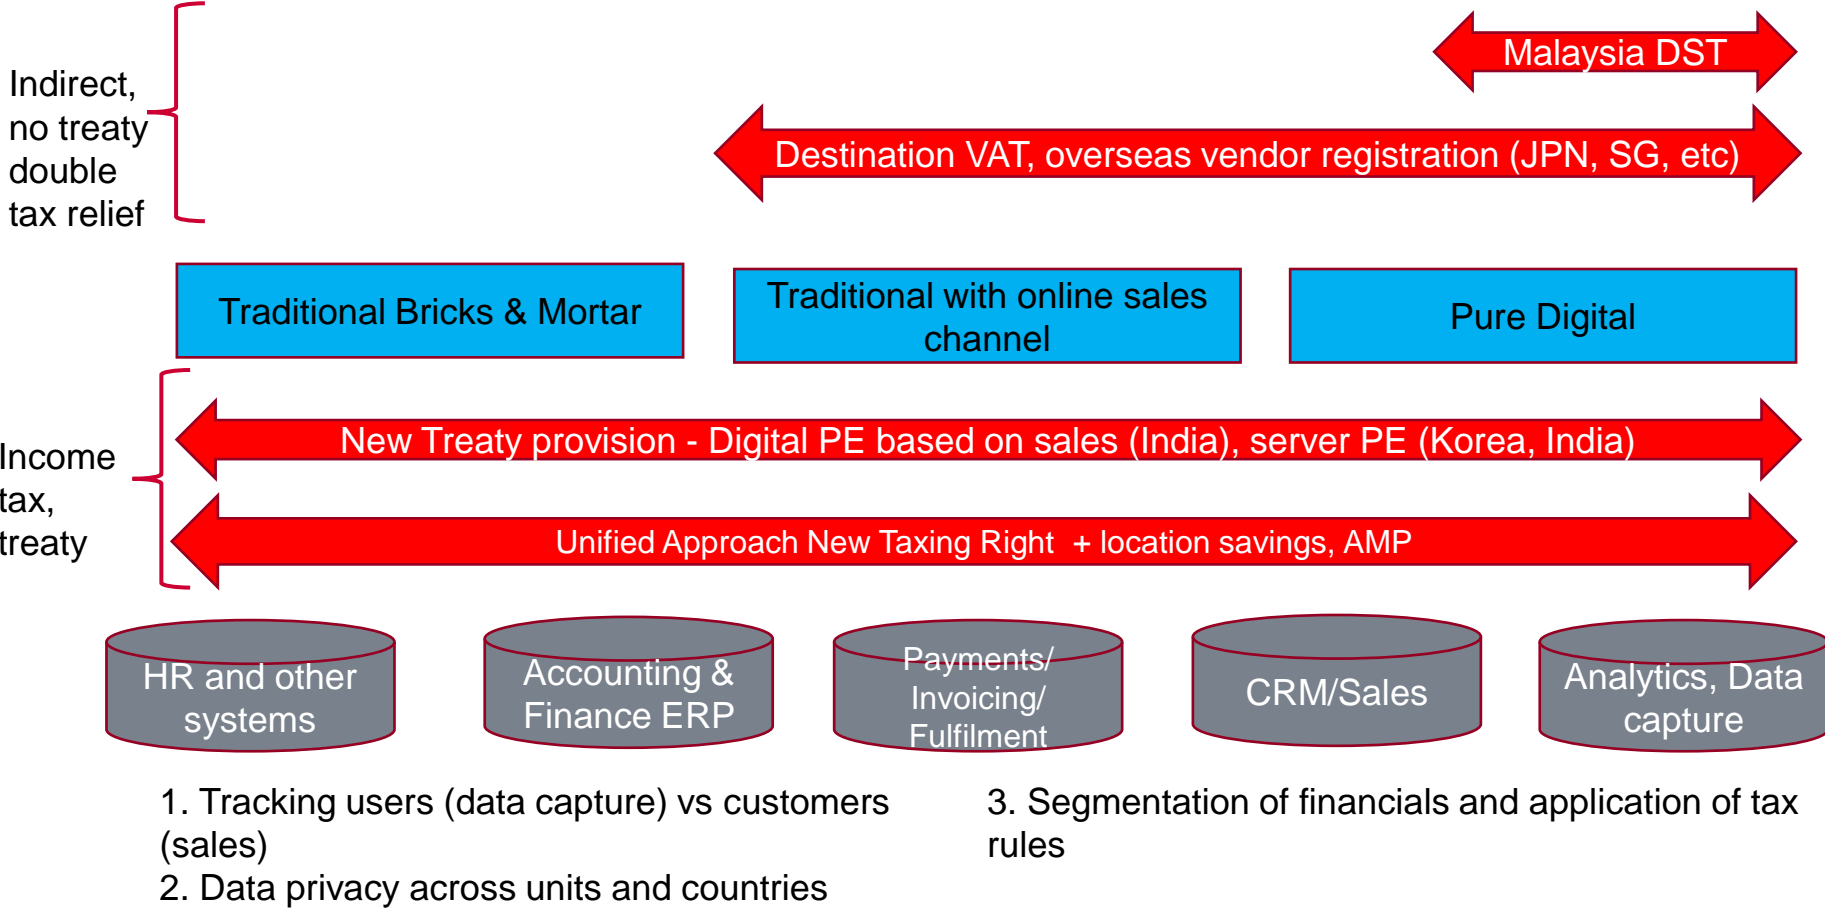 Malaysia DST
Indirect,
no treaty
double
tax relief
Destination VAT, overseas vendor registration (JPN, SG, etc)
Traditional Bricks & Mortar
Traditional with online sales
channel
Pure Digital
New Treaty provision - Digital PE based on sales (India), server PE (Korea, India)
Income
tax,
treaty
Unified Approach New Taxing Right + location savings, AMP
HR and other
systems
Accounting &
Finance ERP
Payments/
Invoicing/
Fulfilment
CRM/Sales
Analytics, Data
capture
1. Tracking users (data capture) vs customers
(sales)
2. Data privacy across units and countries
3. Segmentation of financials and application of tax
rules